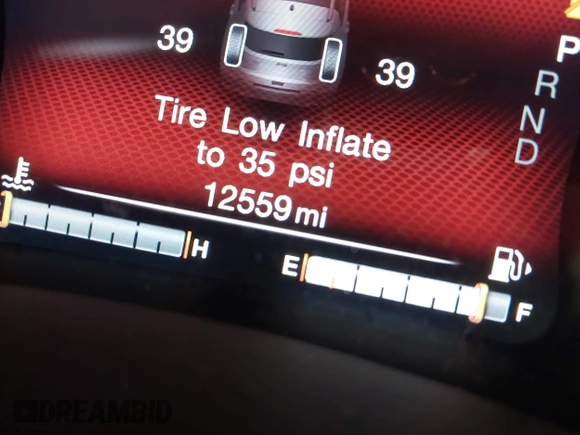 39
39
P
R
N
D
Tire Low Inflate
to 35 psi
12559 mi
H
E
F
DREAMBID